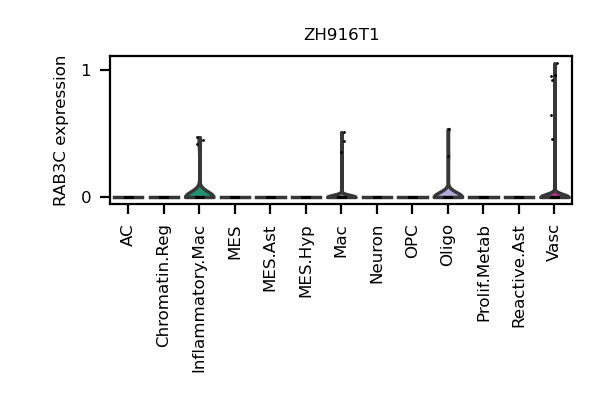 ZH916T1
RAB3C expression
1
0
AC
Chromatin.Reg
Inflammatory.Mac
MES
MES.Ast
MES.Hyp
Mac
Neuron
OPC
Oligo
Prolif.Metab
Reactive.Ast
Vasc